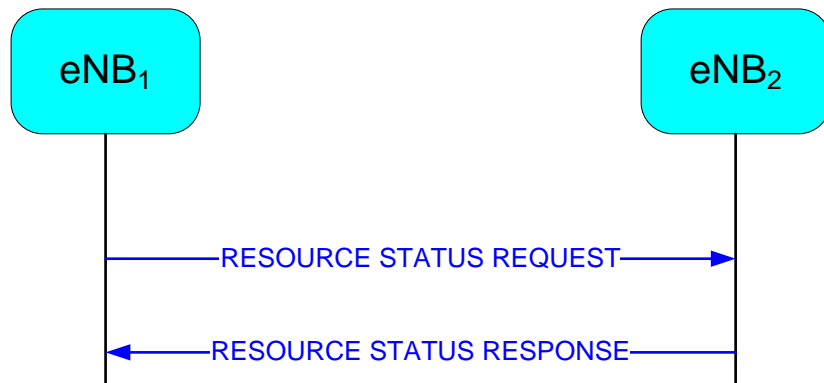 eNB₁
eNB₂
RESOURCE STATUS REQUEST
RESOURCE STATUS RESPONSE